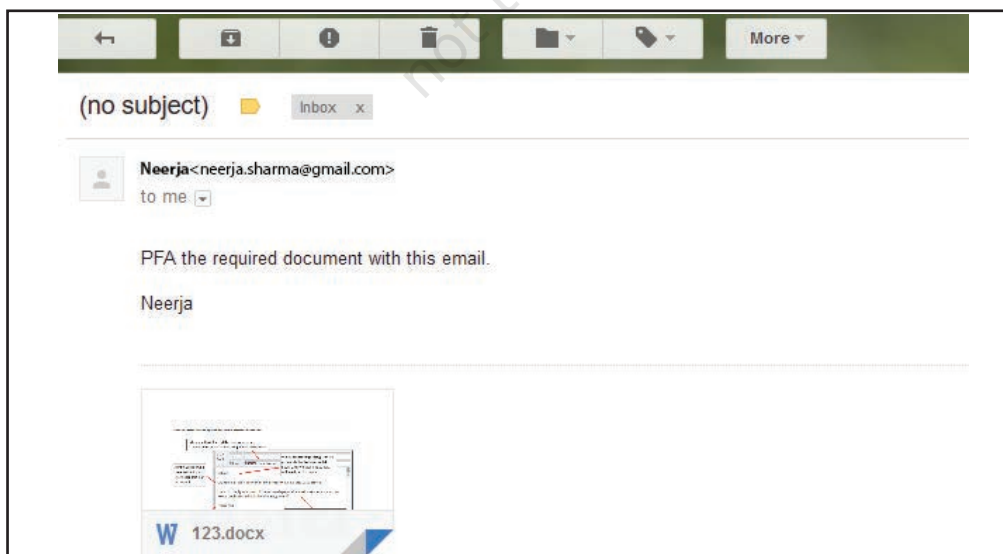 More
(no subject) Inbox x
Neerja<neerja.sharma@gmail.com>
to me
PFA the required document with this email.
Neerja
W 123.docx